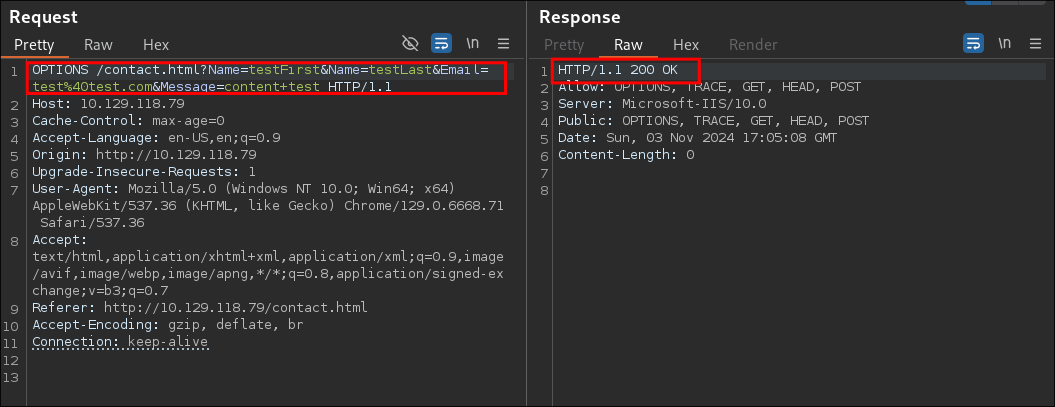 Request
Pretty Raw Hex
\n
1 OPTIONS /contact.html?Name=testFirst&Name=testLast&Email=
test%40test.com&Message=content+test HTTP/1.1
2 Host: 10.129.118.79
3 Cache-Control: max-age=0
4 Accept-Language: en-US,en;q=0.9
5 Origin: http://10.129.118.79
6 Upgrade-Insecure-Requests: 1
7 User-Agent: Mozilla/5.0 (Windows NT 10.0; Win64; x64)
AppleWebKit/537.36 (KHTML, like Gecko) Chrome/129.0.6668.71
Safari/537.36
8 Accept:
text/html,application/xhtml+xml,application/xml;q=0.9,image
/avif,image/webp,image/apng,*/*;q=0.8,application/signed-ex
change;v=b3;q=0.7
9 Referer: http://10.129.118.79/contact.html
10 Accept-Encoding: gzip, deflate, br
11 Connection: keep-alive
12
13
Response
Pretty Raw Hex Render
\n
1 HTTP/1.1 200 OK
2 Allow: OPTIONS, TRACE, GET, HEAD, POST
3 Server: Microsoft-IIS/10.0
4 Public: OPTIONS, TRACE, GET, HEAD, POST
5 Date: Sun, 03 Nov 2024 17:05:08 GMT
6 Content-Length: 0
7
8